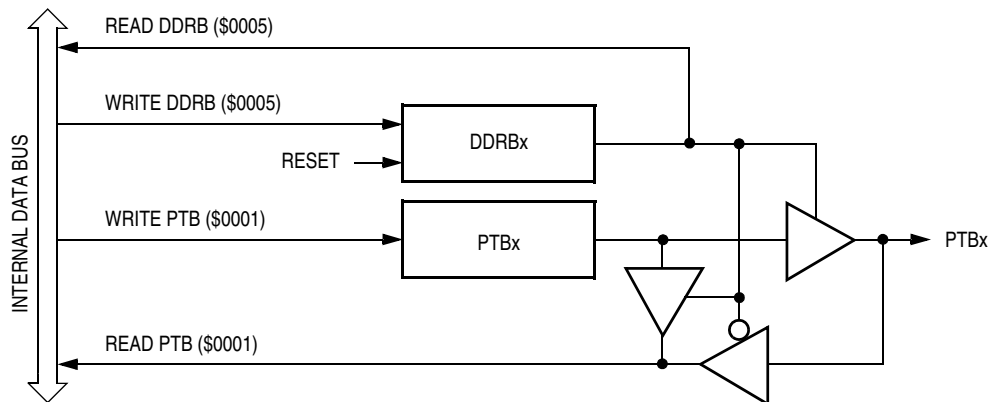 READ DDRB ($0005)
WRITE DDRB ($0005)
DDRBx
RESET
WRITE PTB ($0001)
PTBx
PTBx
READ PTB ($0001)
INTERNAL DATA BUS